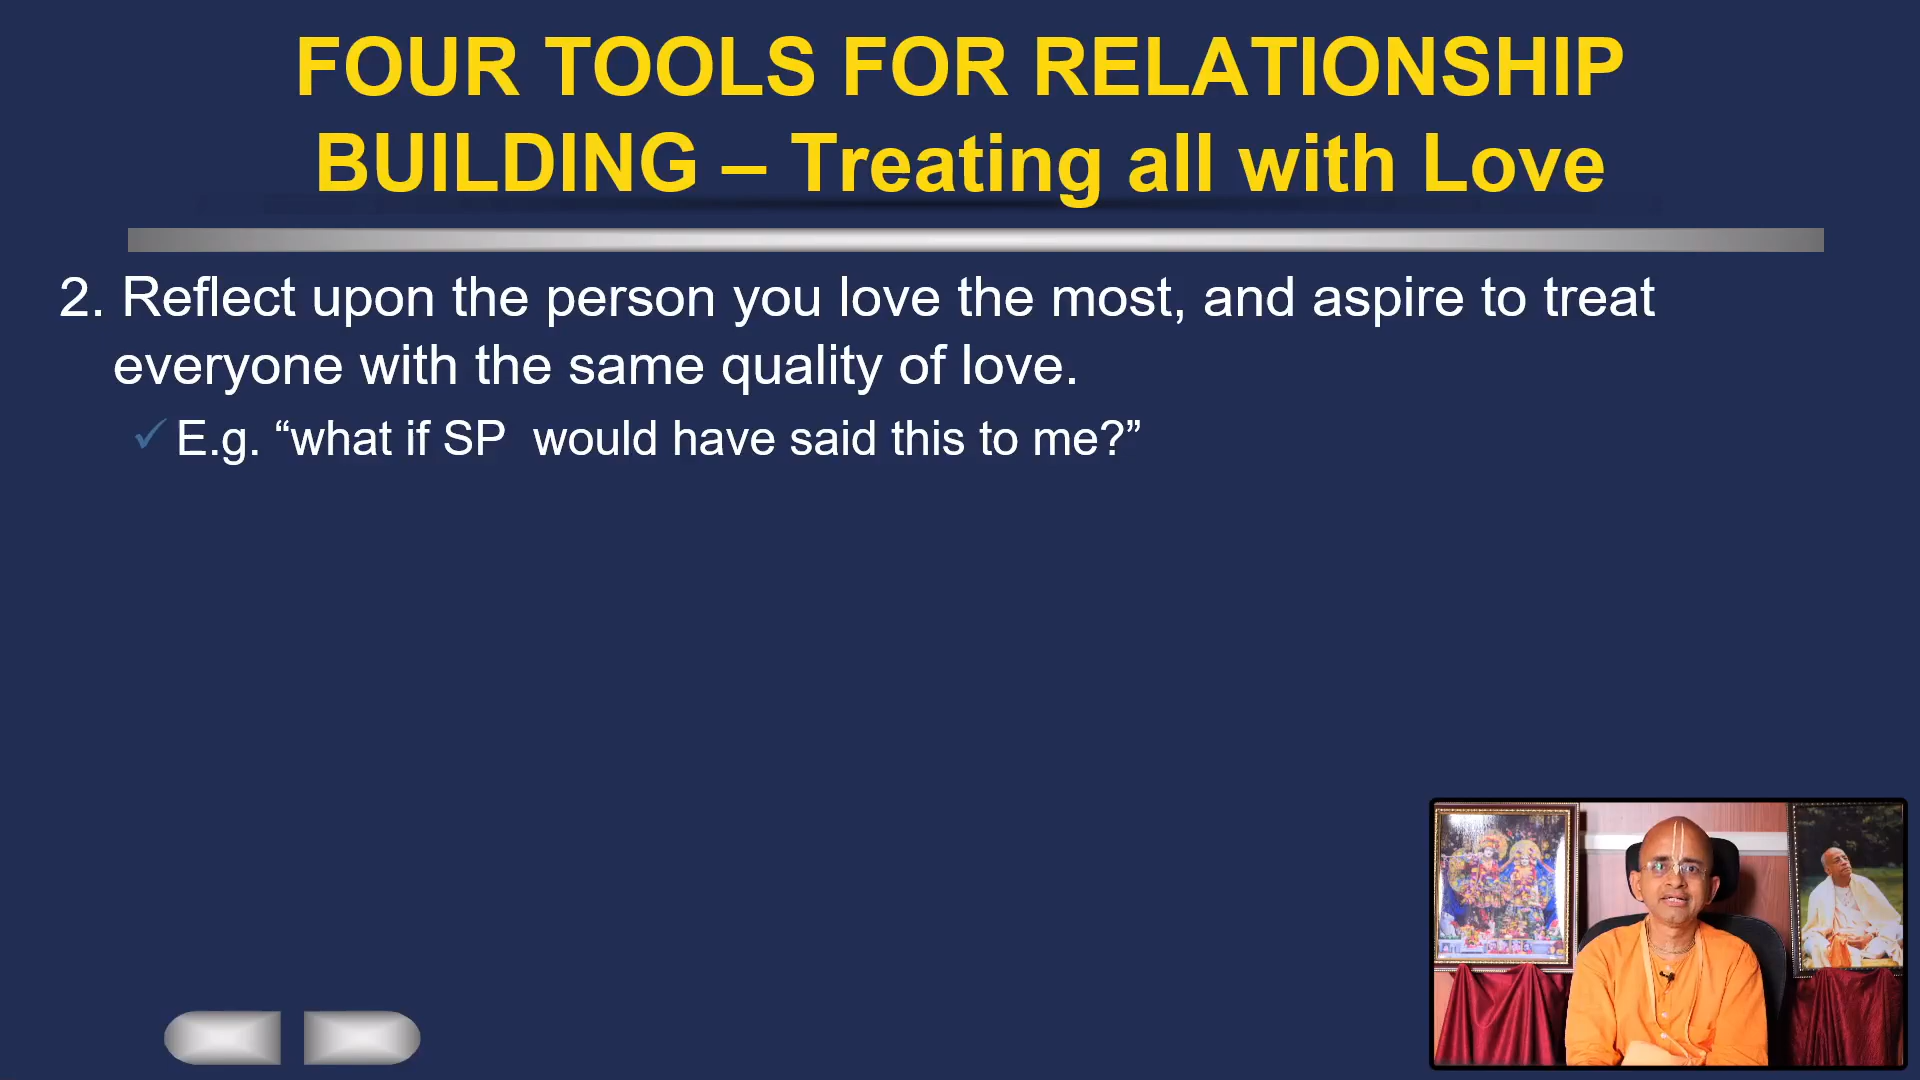 FOUR TOOLS FOR RELATIONSHIP
BUILDING – Treating all with Love
2. Reflect upon the person you love the most, and aspire to treat
everyone with the same quality of love.
✓ E.g. “what if SP  would have said this to me?”